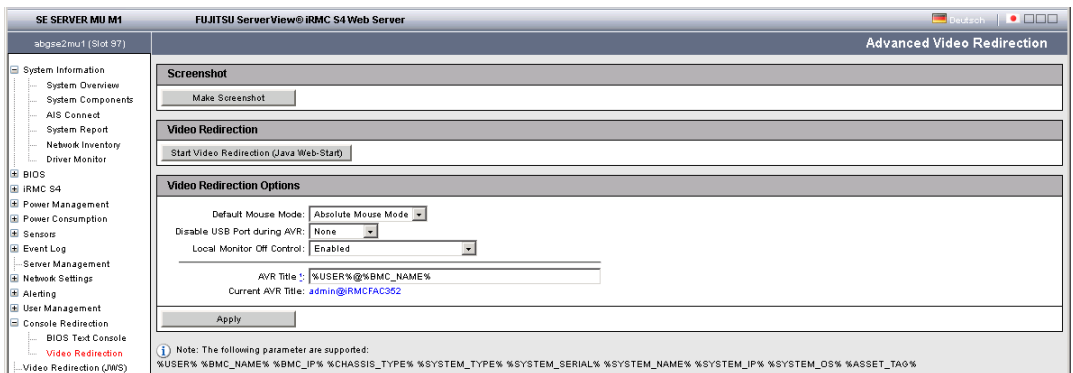 SE SERVER MU M1
FUJITSU ServerView® iRMC S4 Web Server
Deutsch
abgse2mu1 (Slot 97)
Advanced Video Redirection
System Information
System Overview
System Components
AIS Connect
System Report
Network Inventory
Driver Monitor
BIOS
iRMC S4
Power Management
Power Consumption
Sensors
Event Log
Server Management
Network Settings
Alerting
User Management
Console Redirection
BIOS Text Console
Video Redirection
Video Redirection (JWS)
Screenshot
Make Screenshot
Video Redirection
Start Video Redirection (Java Web-Start)
Video Redirection Options
Default Mouse Mode: Absolute Mouse Mode
Disable USB Port during AVR: None
Local Monitor Off Control: Enabled
AVR Title *: %USER%@%BMC_NAME%
Current AVR Title: admin@iRMCFAC352
Apply
Note: The following parameter are supported:
%USER% %BMC_NAME% %BMC_IP% %CHASSIS_TYPE% %SYSTEM_TYPE% %SYSTEM_SERIAL% %SYSTEM_NAME% %SYSTEM_IP% %SYSTEM_OS% %ASSET_TAG%